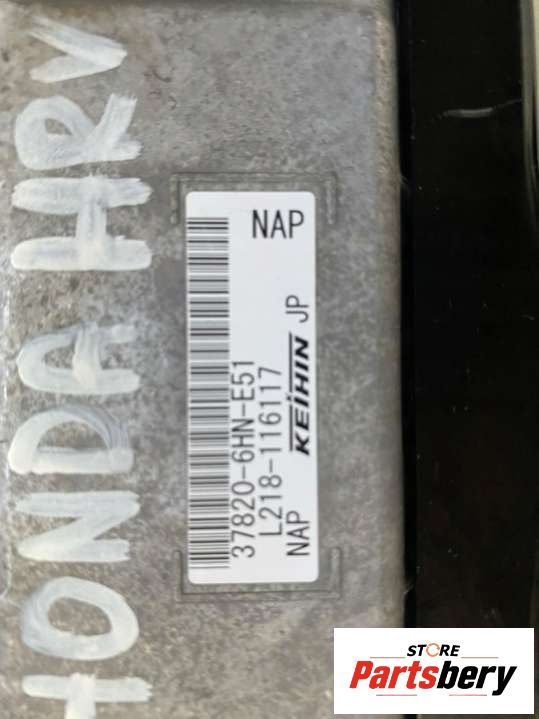 HONDA HRV
NAP
37820-6HN-E51
L218-116117
NAP KEIHIN JP
STORE
Partsbery